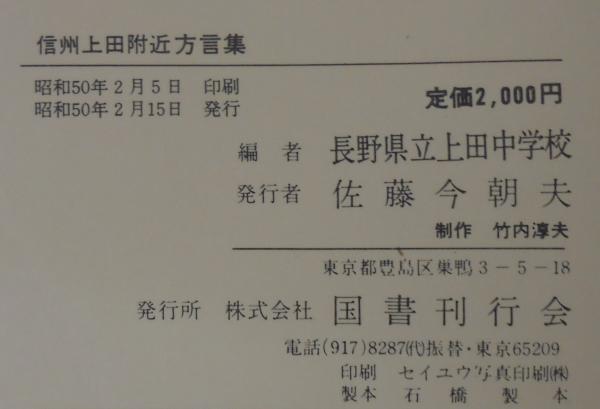 信州上田附近方言集
昭和50年2月5日 印刷
昭和50年2月15日 発行
定価2,000円
編者 長野県立上田中学校
発行者 佐藤今朝夫
制作 竹内淳夫
東京都豊島区巣鴨3-5-18
発行所 株式会社 国書刊行会
電話(917)8287㈹振替・東京65209
印刷 セイユウ写真印刷㈱
製本 石橋製本